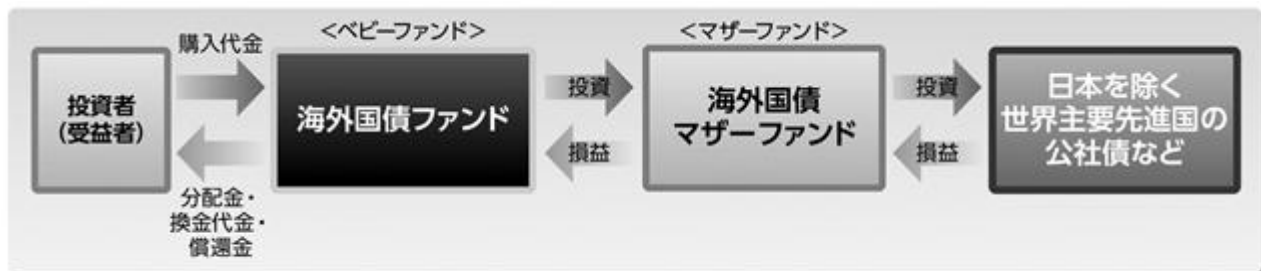 購入代金
<ベビーファンド>
<マザーファンド>
投資者
(受益者)
海外国債ファンド
投資
損益
海外国債
マザーファンド
投資
損益
日本を除く
世界主要先進国の
公社債など
分配金・
換金代金・
償還金